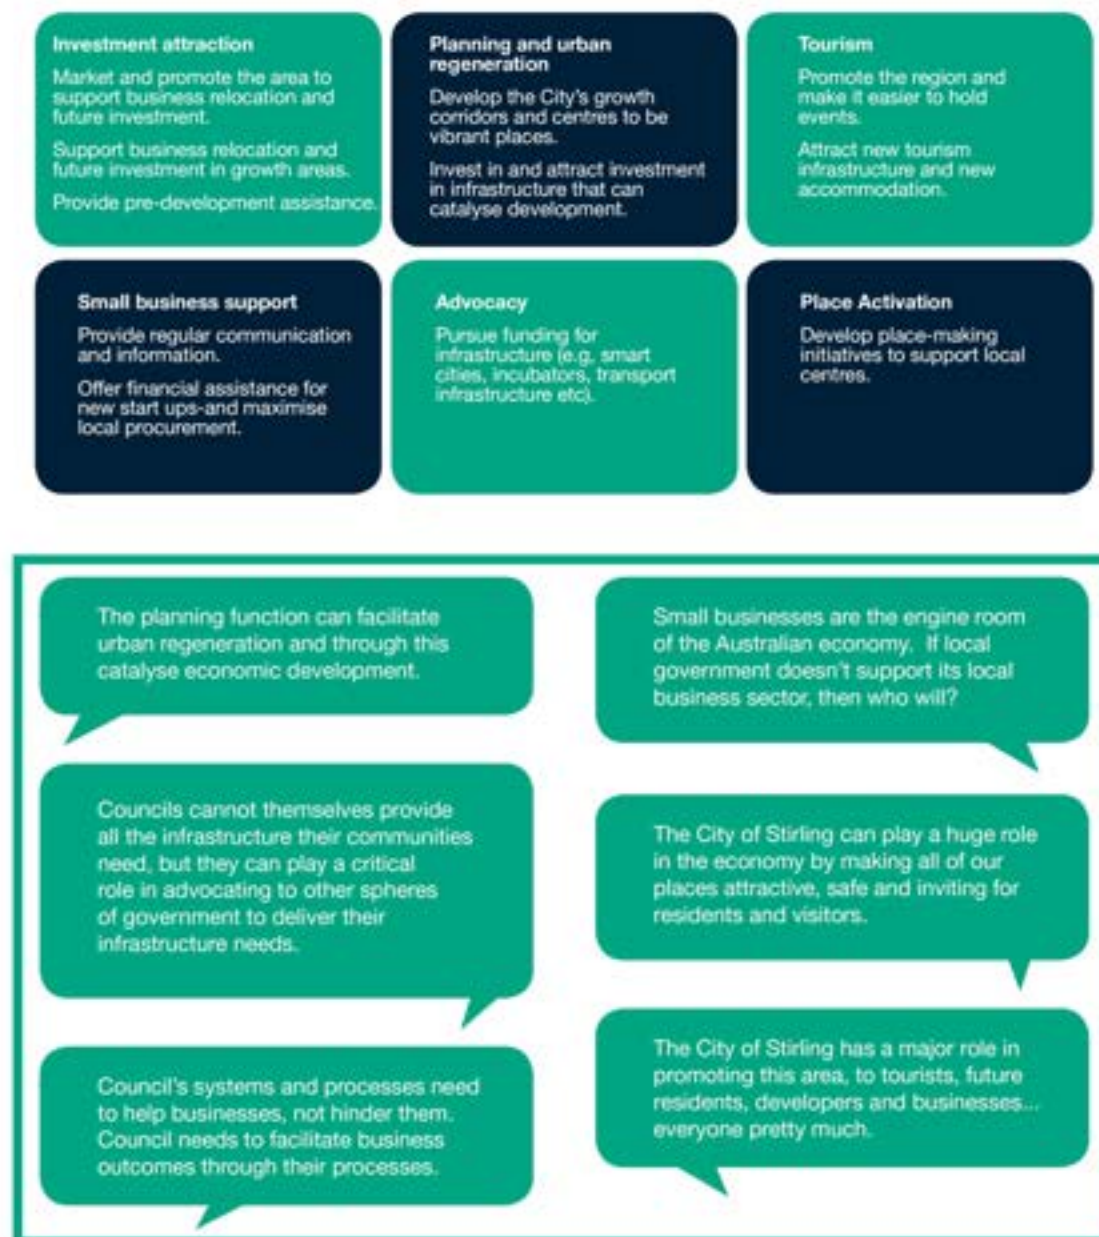 Investment attraction
Market and promote the area to
support business relocation and
future investment.
Support business relocation and
future investment in growth areas.
Provide pre-development assistance.
Planning and urban
regeneration
Develop the City's growth
corridors and centres to be
vibrant places.
Invest in and attract investment
in infrastructure that can
catalyse development.
Tourism
Promote the region and
make it easier to hold
events.
Attract new tourism
infrastructure and new
accommodation.
Small business support
Provide regular communication
and information.
Offer financial assistance for
new start ups-and maximise
local procurement.
Advocacy
Pursue funding for
infrastructure (e.g, smart
cities, incubators, transport
infrastructure etc).
Place Activation
Develop place-making
initiatives to support local
centres.
The planning function can facilitate
urban regeneration and through this
catalyse economic development.
Councils cannot themselves provide
all the infrastructure their communities
need, but they can play a critical
role in advocating to other spheres
of government to deliver their
infrastructure needs.
Council's systems and processes need
to help businesses, not hinder them.
Council needs to facilitate business
outcomes through their processes.
Small businesses are the engine room
of the Australian economy. If local
government doesn't support its local
business sector, then who will?
The City of Stirling can play a huge role
in the economy by making all of our
places attractive, safe and inviting for
residents and visitors.
The City of Stirling has a major role in
promoting this area, to tourists, future
residents, developers and businesses...
everyone pretty much.